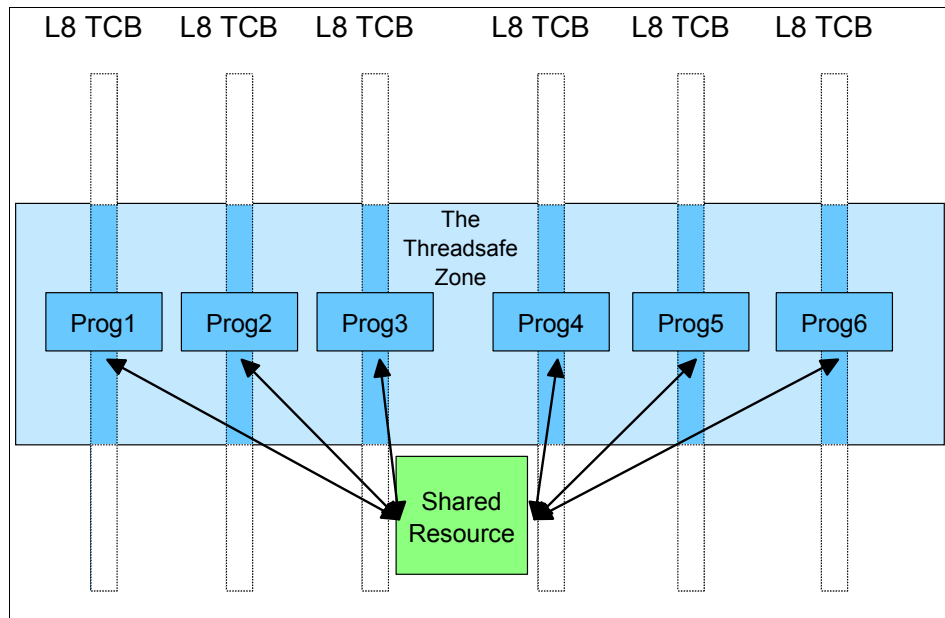 L8 TCB L8 TCB L8 TCB L8 TCB L8 TCB L8 TCB
The
Threadsafe
Zone
Prog1 Prog2 Prog3 Prog4 Prog5 Prog6
Shared
Resource